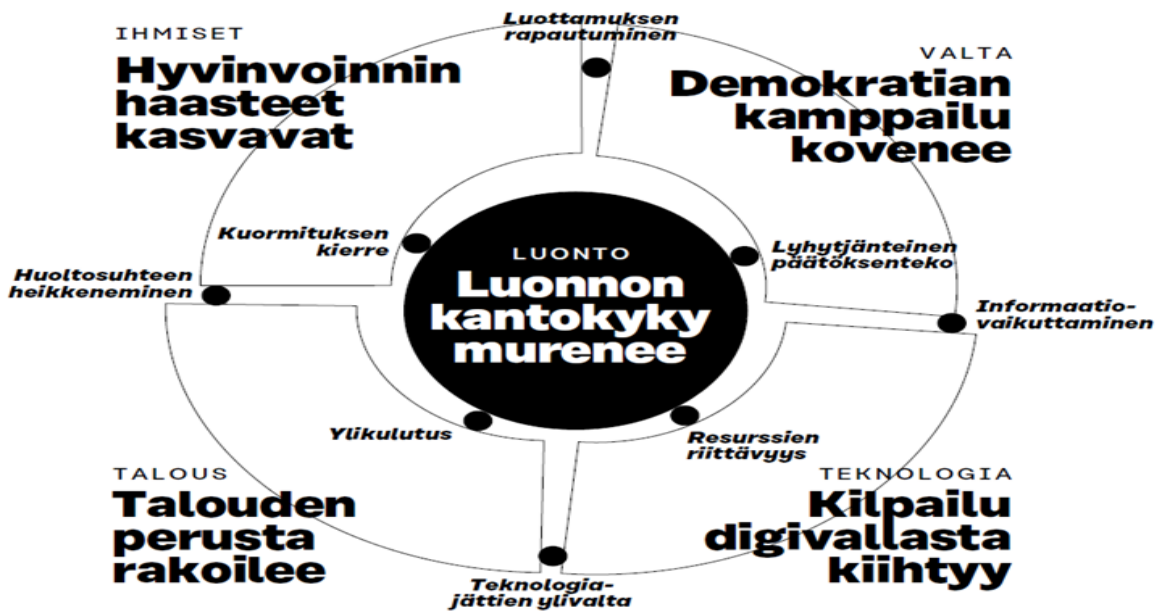 Luottamuksen
rapautuminen
IHMISET
Hyvinvoinnin
haasteet
kasvavat
VALTA
Demokratian
kamppailu
kovenee
Kuormituksen
kierre
Lyhytjänteinen
päätöksenteko
Huoltosuhteen
heikkeneminen
LUONTO
Luonnon
kantokyky
murenee
Informaatio-
vaikuttaminen
Ylikulutus
Resurssien
riittävyys
TALOUS
Talouden
perusta
rakoilee
TEKNOLOGIA
Kilpailu
digivallasta
kiihtyy
Teknologia-
jättien ylivalta